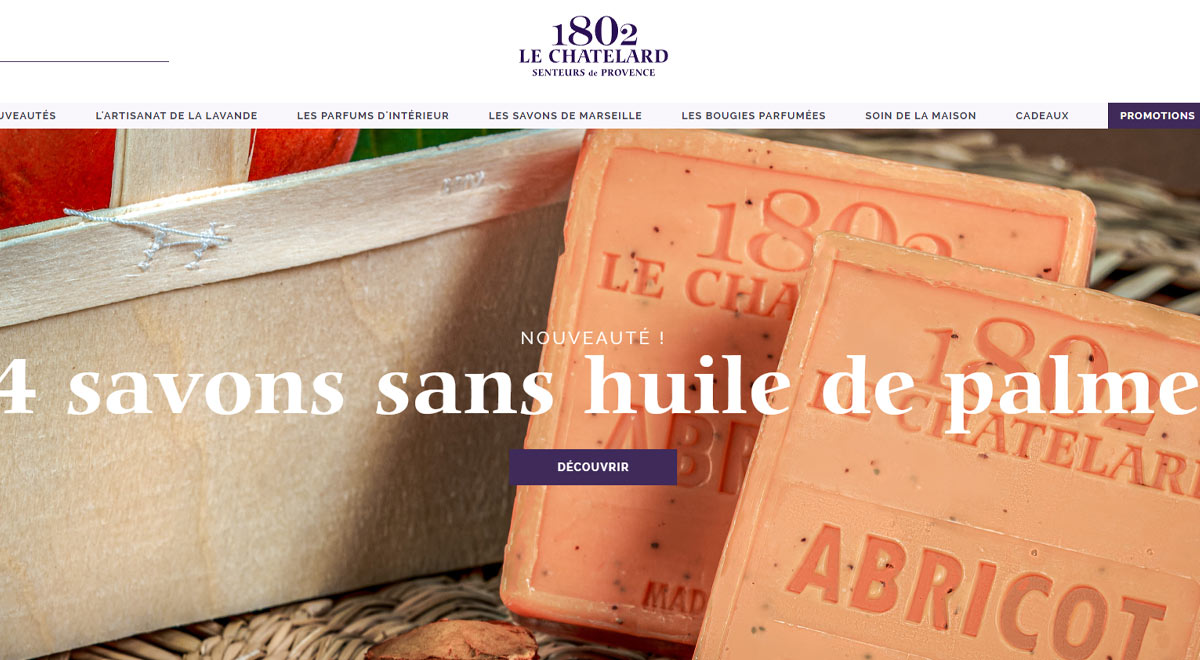 1802
LE CHATELARD
SENTEURS de PROVENCE
UVEAUTÉS
L'ARTISANAT DE LA LAVANDE
LES PARFUMS D'INTÉRIEUR
LES SAVONS DE MARSEILLE
LES BOUGIES PARFUMÉES
SOIN DE LA MAISON
CADEAUX
PROMOTIONS
1802
LE CHA
NOUVEAUTÉ !
4 savons sans huile de palme
DÉCOUVRIR
ABR
MAD
1802
LE CHATELARD
ABRICOT